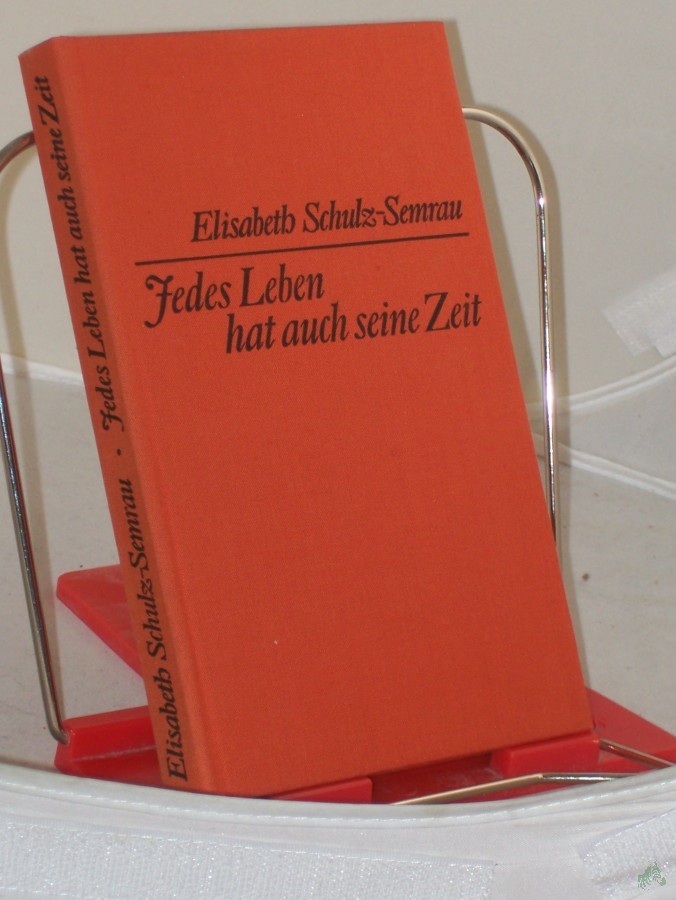 Elisabeth Schulz-Semrau
Jedes Leben
hat auch seine Zeit
Elisabeth Schulz-Semrau · Jedes Leben hat auch seine Zeit